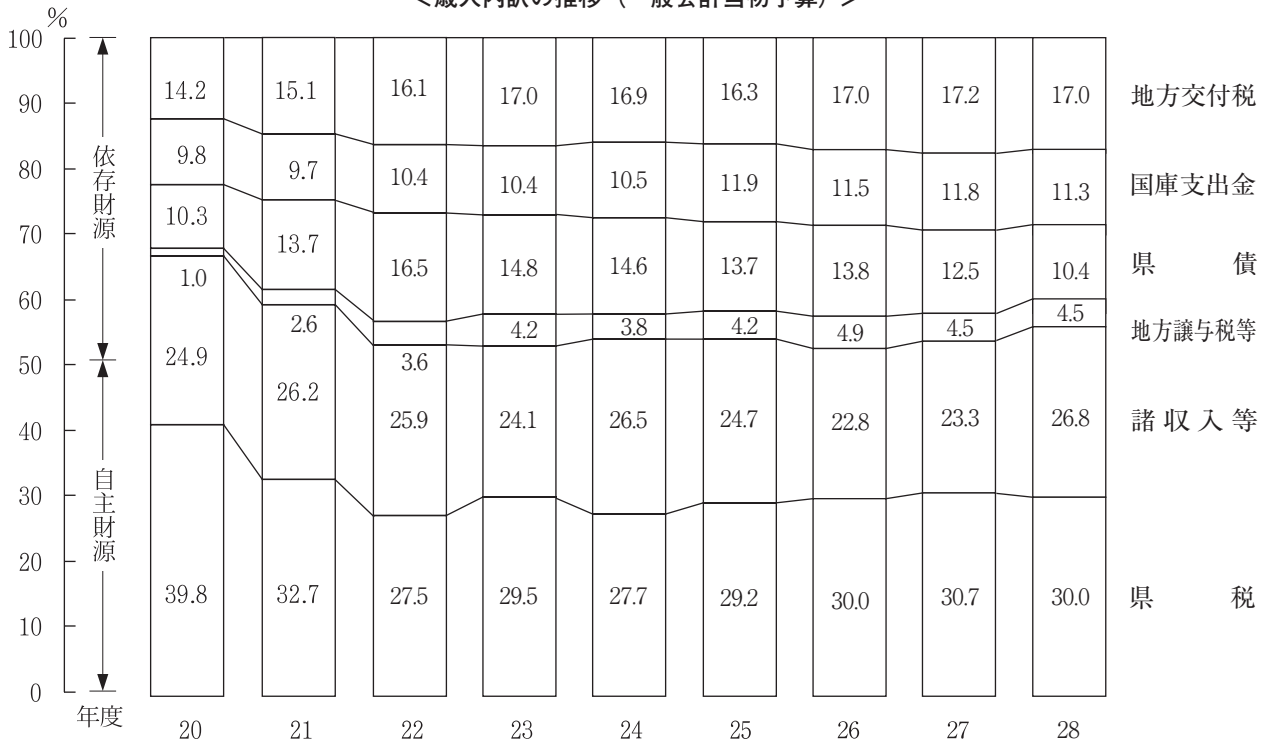 <歳入内訳の推移（一般会計当初予算）>
%
100
90
80
70
60
50
40
30
20
10
0
依存財源
自主財源
14.2 15.1 16.1 17.0 16.9 16.3 17.0 17.2 17.0 地方交付税
9.8 9.7 10.4 10.4 10.5 11.9 11.5 11.8 11.3 国庫支出金
10.3 13.7 16.5 14.8 14.6 13.7 13.8 12.5 10.4 県債
1.0 2.6 3.6 4.2 3.8 4.2 4.9 4.5 4.5 地方譲与税等
24.9 26.2 25.9 24.1 26.5 24.7 22.8 23.3 26.8 諸収入等
39.8 32.7 27.5 29.5 27.7 29.2 30.0 30.7 30.0 県税
年度 20 21 22 23 24 25 26 27 28